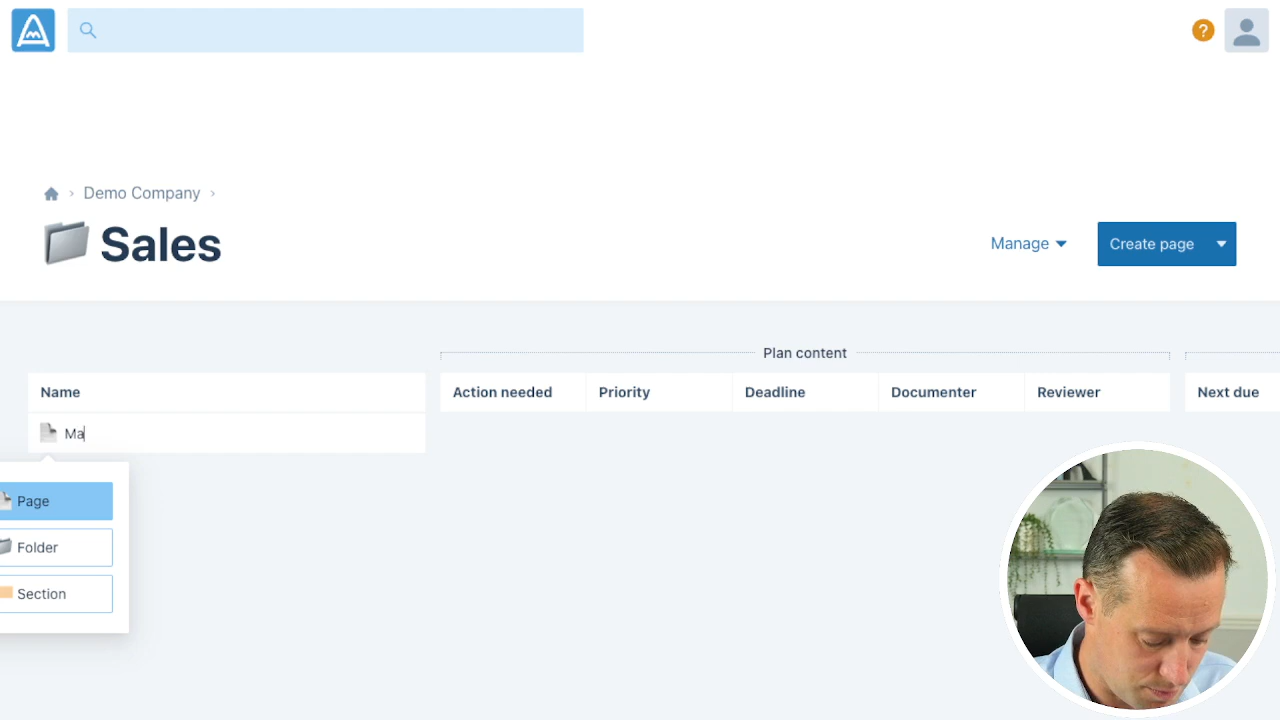 ?
Demo Company
Sales
Manage
Create page
Plan content
Name
Action needed
Priority
Deadline
Documenter
Reviewer
Next due
Ma
Page
Folder
Section